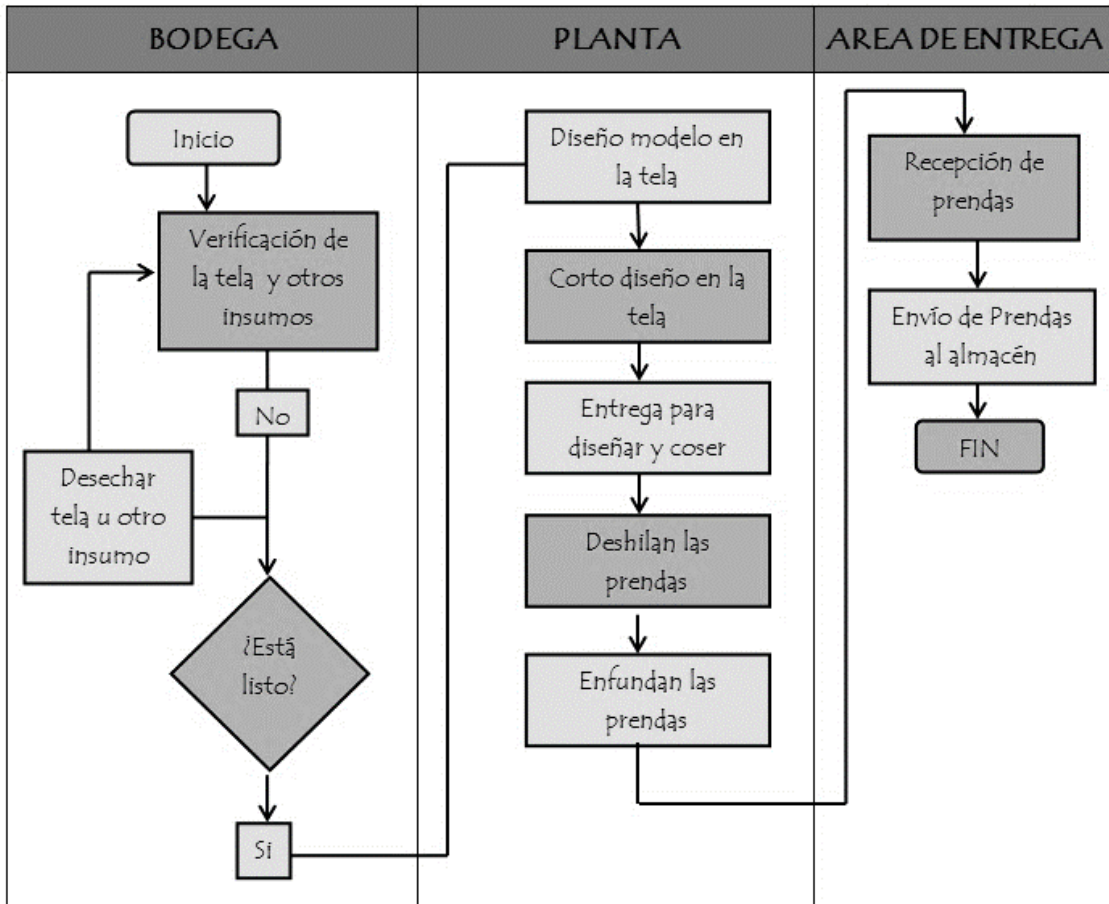 BODEGA
PLANTA
AREA DE ENTREGA
Inicio
Verificación de
la tela y otros
insumos
No
Desechar
tela u otro
insumo
¿Está
listo?
Si
Diseño modelo en
la tela
Corto diseño en la
tela
Entrega para
diseñar y coser
Deshilan las
prendas
Enfundan las
prendas
Recepción de
prendas
Envío de Prendas
al almacén
FIN